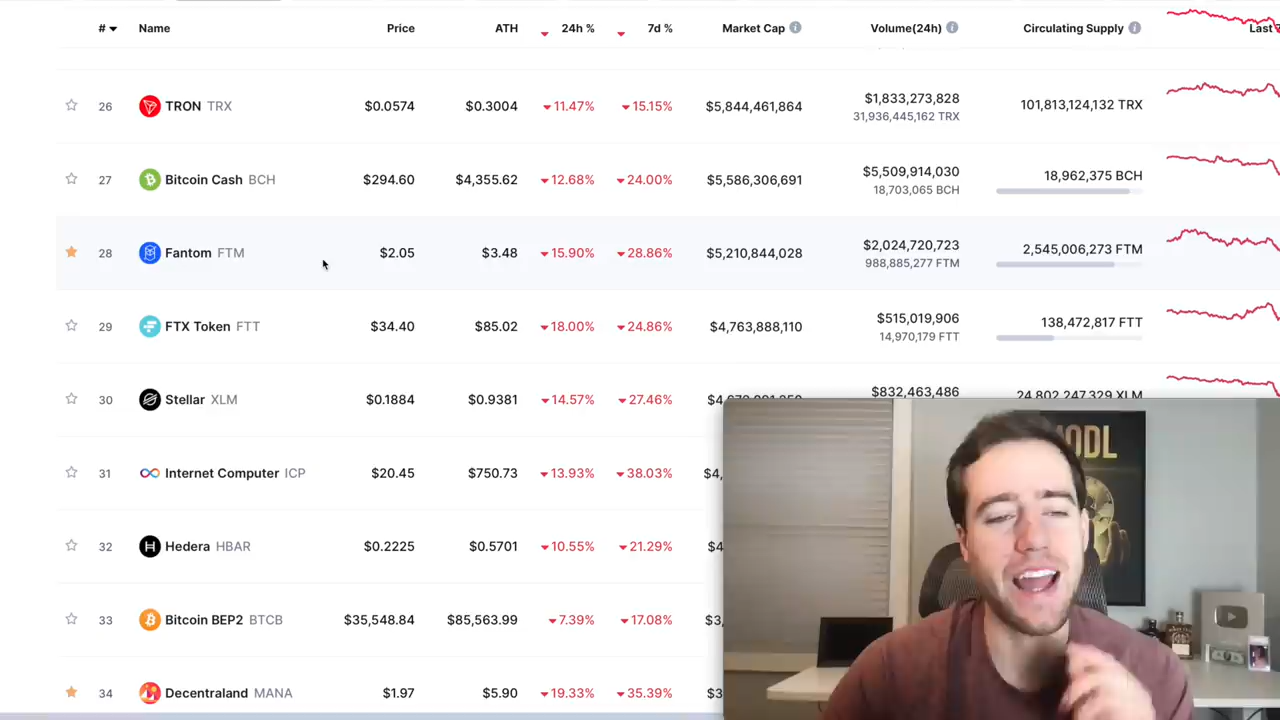 # Name Price ATH 24h % 7d % Market Cap Volume(24h) Circulating Supply Last
26 TRON TRX $0.0574 $0.3004 11.47% 15.15% $5,844,461,864 $1,833,273,828 101,813,124,132 TRX
31,936,445,162 TRX
27 Bitcoin Cash BCH $294.60 $4,355.62 12.68% 24.00% $5,586,306,691 $5,509,914,030 18,962,375 BCH
18,703,065 BCH
28 Fantom FTM $2.05 $3.48 15.90% 28.86% $5,210,844,028 $2,024,720,723 2,545,006,273 FTM
988,885,277 FTM
29 FTX Token FTT $34.40 $85.02 18.00% 24.86% $4,763,888,110 $515,019,906 138,472,817 FTT
14,970,179 FTT
30 Stellar XLM $0.1884 $0.9381 14.57% 27.46% $832,463,486 24,802,247,329 XLM
31 Internet Computer ICP $20.45 $750.73 13.93% 38.03% $4,
32 Hedera HBAR $0.2225 $0.5701 10.55% 21.29% $4
33 Bitcoin BEP2 BTCB $35,548.84 $85,563.99 7.39% 17.08% $3,
34 Decentraland MANA $1.97 $5.90 19.33% 35.39% $3